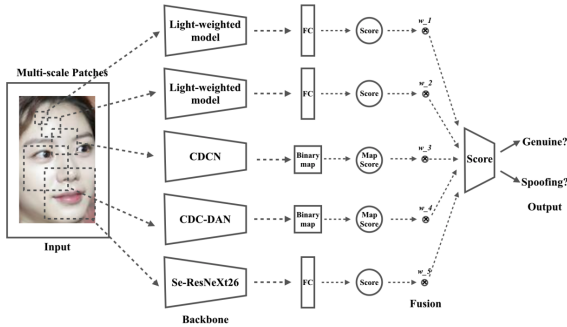 Light-weighted
model
FC
Score
w_1
Multi-scale Patches
Light-weighted
model
FC
Score
w_2
CDCN
Binary
map
Map
Score
w_3
Score
Genuine?
Spoofing?
Output
CDC-DAN
Binary
map
Map
Score
w_4
Input
Se-ResNeXt26
FC
Score
w_5
Backbone
Fusion